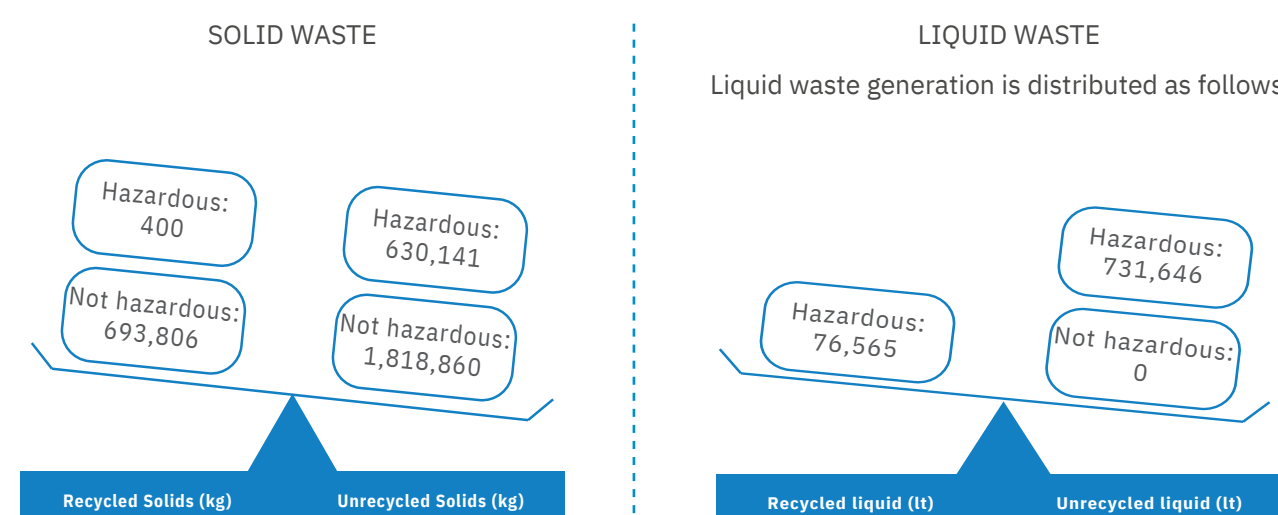 SOLID WASTE
Hazardous:
400
Not hazardous:
693,806
Hazardous:
630,141
Not hazardous:
1,818,860
Recycled Solids (kg)
Unrecycled Solids (kg)
LIQUID WASTE
Liquid waste generation is distributed as follows
Hazardous:
76,565
Hazardous:
731,646
Not hazardous:
0
Recycled liquid (lt)
Unrecycled liquid (lt)